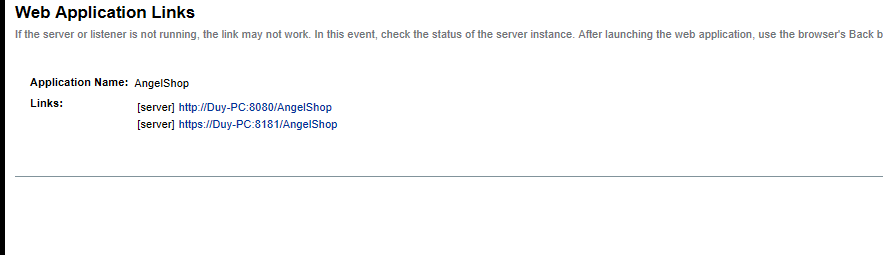 Web Application Links
If the server or listener is not running, the link may not work. In this event, check the status of the server instance. After launching the web application, use the browser's Back b
Application Name: AngelShop
Links: [server] http://Duy-PC:8080/AngelShop
[server] https://Duy-PC:8181/AngelShop